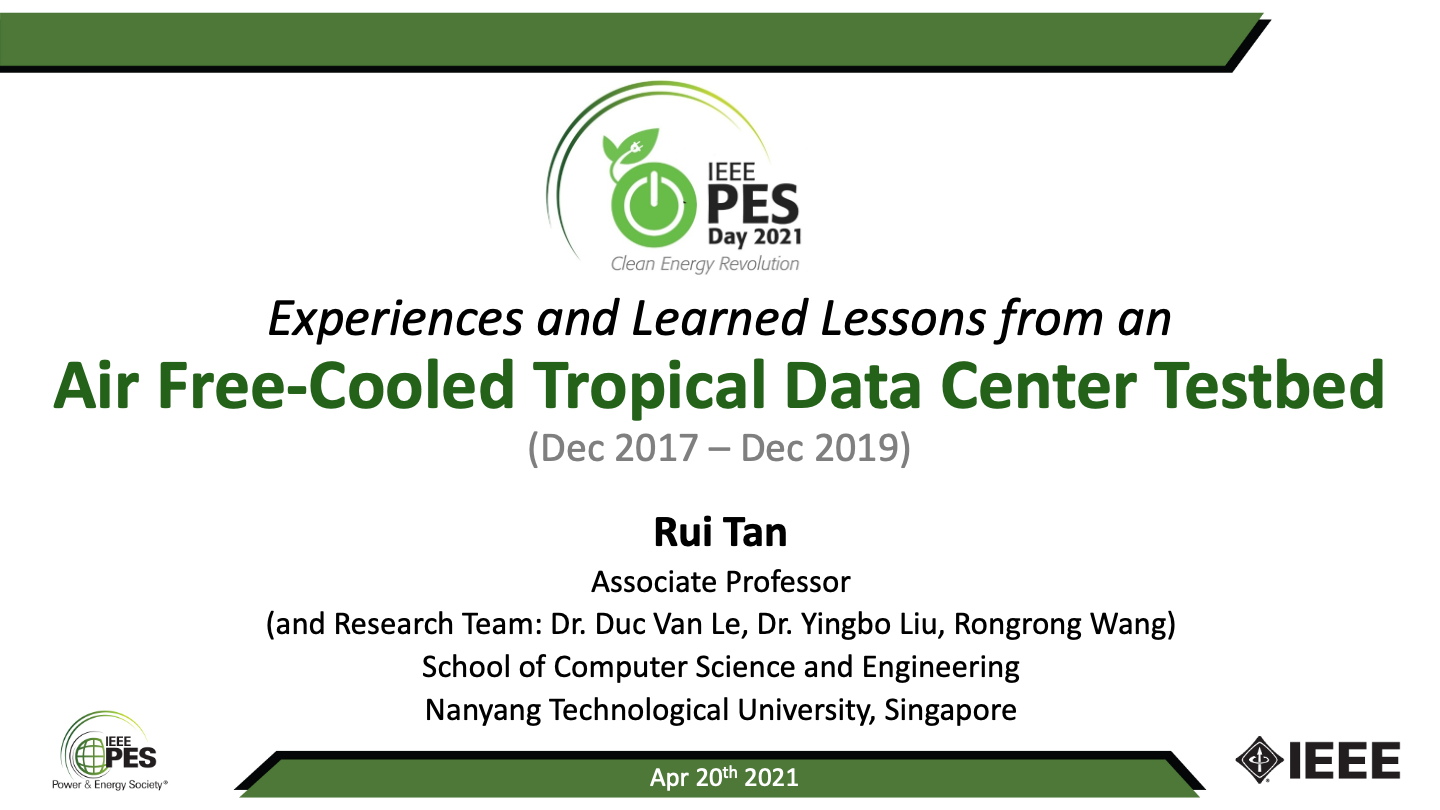 IEEE
PES
Day 2021
Clean Energy Revolution
Experiences and Learned Lessons from an
Air Free-Cooled Tropical Data Center Testbed
(Dec 2017 – Dec 2019)
Rui Tan
Associate Professor
(and Research Team: Dr. Duc Van Le, Dr. Yingbo Liu, Rongrong Wang)
School of Computer Science and Engineering
Nanyang Technological University, Singapore
IEEE
PES
Power & Energy Society®
Apr 20th 2021
IEEE